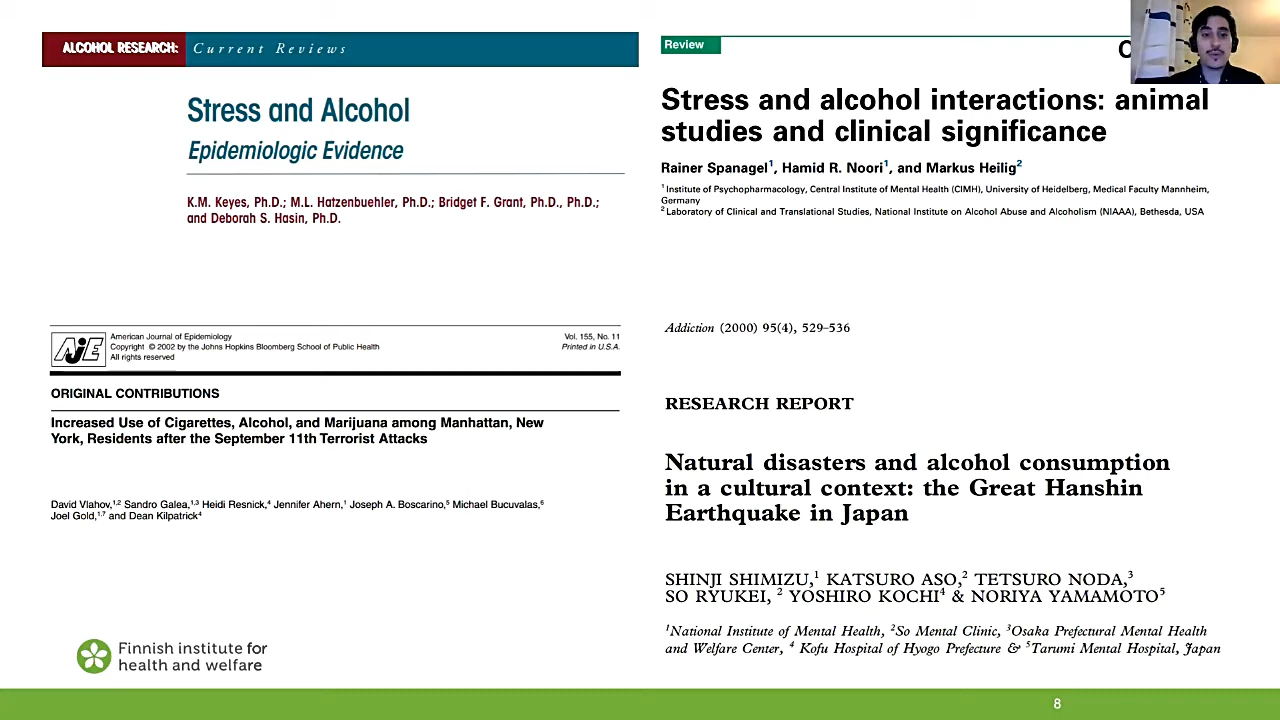 ALCOHOL RESEARCH: Current Reviews
Stress and Alcohol
Epidemiologic Evidence
K.M. Keyes, Ph.D.; M.L. Hatzenbuehler, Ph.D.; Bridget F. Grant, Ph.D., Ph.D.;
and Deborah S. Hasin, Ph.D.
Review
Stress and alcohol interactions: animal
studies and clinical significance
Rainer Spanagel¹, Hamid R. Noori¹, and Markus Heilig²
¹ Institute of Psychopharmacology, Central Institute of Mental Health (CIMH), University of Heidelberg, Medical Faculty Mannheim,
Germany
² Laboratory of Clinical and Translational Studies, National Institute on Alcohol Abuse and Alcoholism (NIAAA), Bethesda, USA
AJE
American Journal of Epidemiology
Copyright © 2002 by the Johns Hopkins Bloomberg School of Public Health
All rights reserved
Vol. 155, No. 11
Printed in U.S.A.
ORIGINAL CONTRIBUTIONS
Increased Use of Cigarettes, Alcohol, and Marijuana among Manhattan, New
York, Residents after the September 11th Terrorist Attacks
David Vlahov,¹,² Sandro Galea,¹,³ Heidi Resnick,⁴ Jennifer Ahern,¹ Joseph A. Boscarino,⁵ Michael Bucuvalas,⁶
Joel Gold,¹,⁷ and Dean Kilpatrick⁴
Addiction (2000) 95(4), 529–536
RESEARCH REPORT
Natural disasters and alcohol consumption
in a cultural context: the Great Hanshin
Earthquake in Japan
SHINJI SHIMIZU,¹ KATSURO ASO,² TETSURO NODA,³
SO RYUKEI, ² YOSHIRO KOCHI⁴ & NORIYA YAMAMOTO⁵
¹National Institute of Mental Health, ²So Mental Clinic, ³Osaka Prefectural Mental Health
and Welfare Center, ⁴ Kofu Hospital of Hyogo Prefecture & ⁵Tarumi Mental Hospital, Japan
Finnish institute for
health and welfare
8